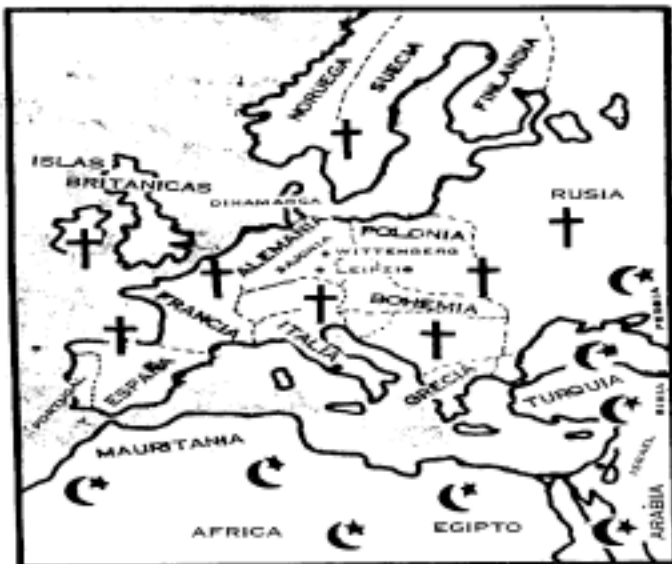 NORUEGA
SUECIA
FINLANDIA
ISLAS
BRITANICAS
DINAMARCA
RUSIA
ALEMANIA
POLONIA
WITTENBERG
LEIPZIG
BOHEMIA
FRANCIA
ITALIA
GRECIA
TURQUIA
PORTUGAL
ESPAÑA
SIRIA
ISRAEL
MAURITANIA
AFRICA
EGIPTO
ARABIA